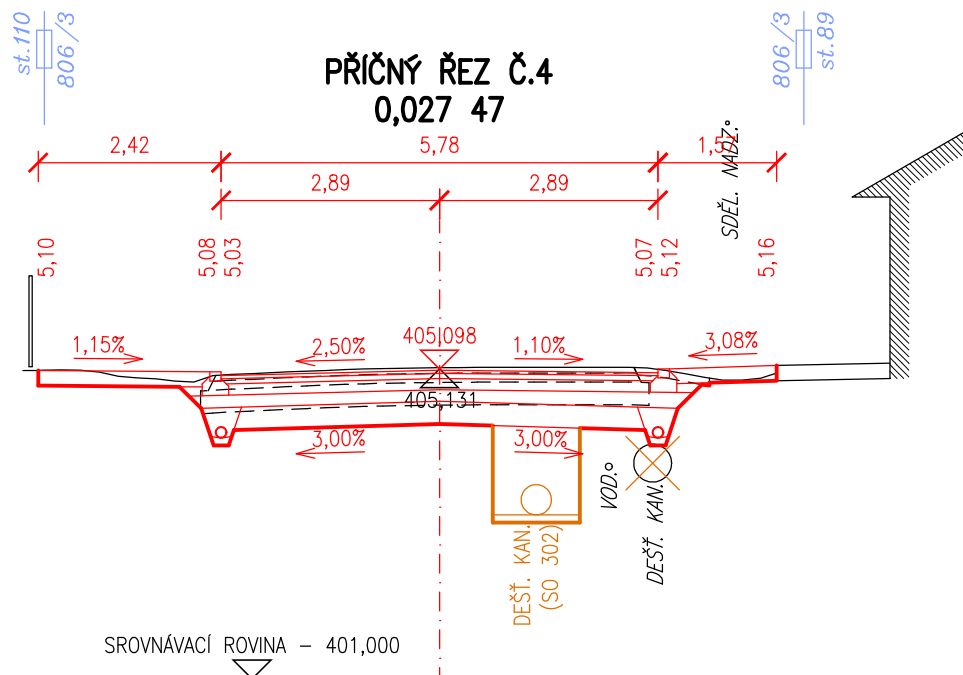 st.110
806/3
806/3
st.89
PŘÍČNÝ ŘEZ Č.4
0,027 47
2,42
5,78
2,89
2,89
SDĚL. NADZ.
5,10
5,08
5,03
5,07
5,12
5,16
1,15%
2,50%
405,098
1,10%
3,08%
405,131
3,00%
3,00%
VOD.
DEŠŤ. KAN.
DEŠŤ. KAN.
(SO 302)
SROVNÁVACÍ ROVINA – 401,000